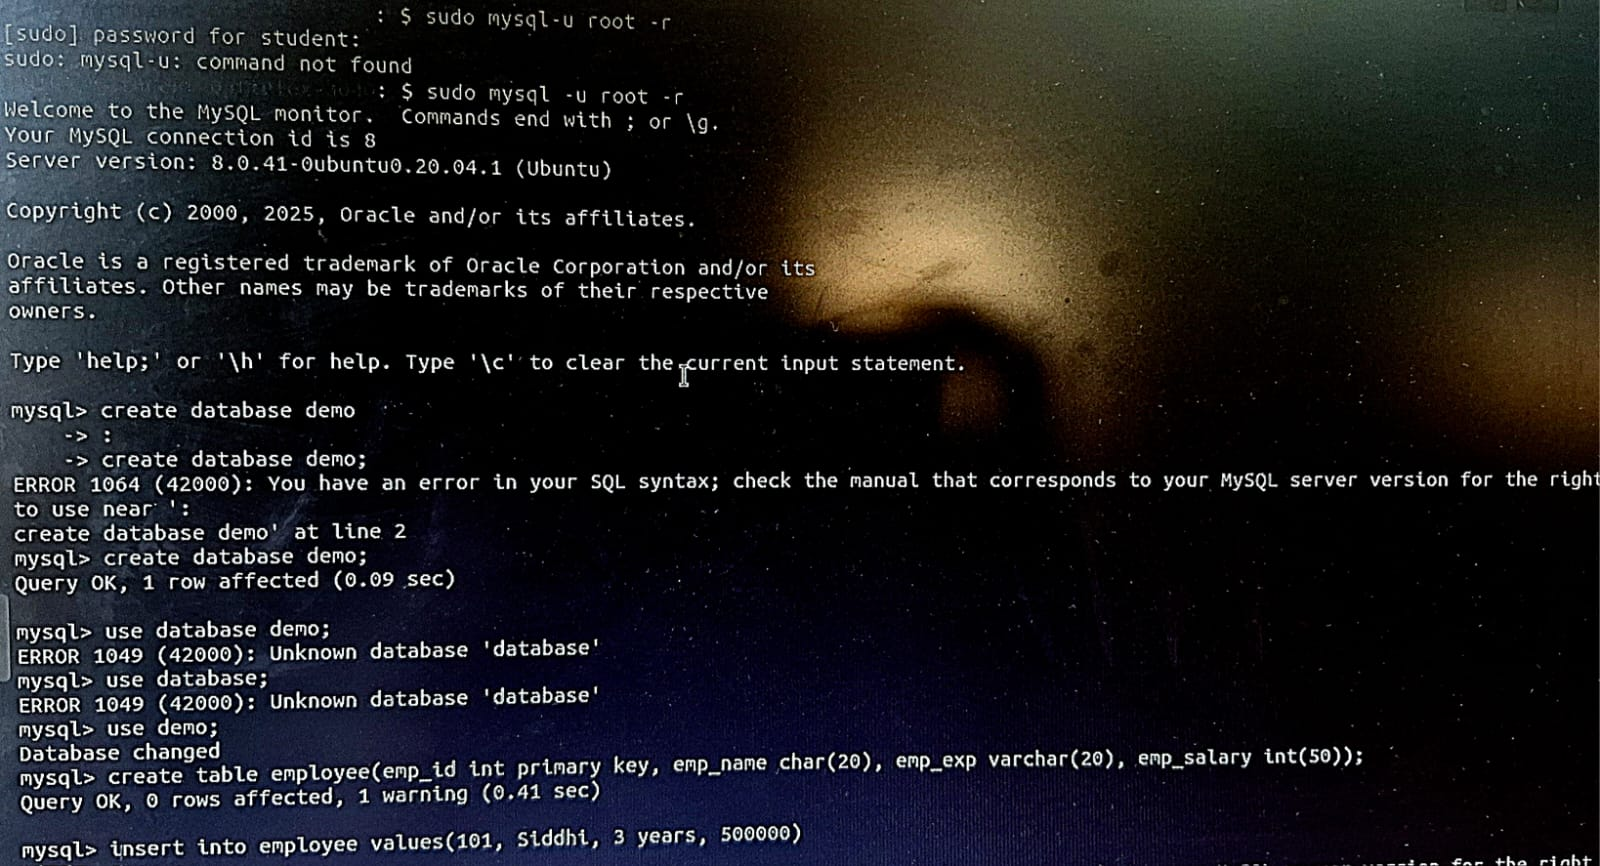 : $ sudo mysql-u root -r
[sudo] password for student:
sudo: mysql-u: command not found
: $ sudo mysql -u root -r
Welcome to the MySQL monitor.  Commands end with ; or \g.
Your MySQL connection id is 8
Server version: 8.0.41-0ubuntu0.20.04.1 (Ubuntu)
Copyright (c) 2000, 2025, Oracle and/or its affiliates.
Oracle is a registered trademark of Oracle Corporation and/or its
affiliates. Other names may be trademarks of their respective
owners.
Type 'help;' or '\h' for help. Type '\c' to clear the current input statement.
mysql> create database demo
-> :
-> create database demo;
ERROR 1064 (42000): You have an error in your SQL syntax; check the manual that corresponds to your MySQL server version for the right
to use near ':
create database demo' at line 2
mysql> create database demo;
Query OK, 1 row affected (0.09 sec)
mysql> use database demo;
ERROR 1049 (42000): Unknown database 'database'
mysql> use database;
ERROR 1049 (42000): Unknown database 'database'
mysql> use demo;
Database changed
mysql> create table employee(emp_id int primary key, emp_name char(20), emp_exp varchar(20), emp_salary int(50));
Query OK, 0 rows affected, 1 warning (0.41 sec)
mysql> insert into employee values(101, Siddhi, 3 years, 500000)
for the right